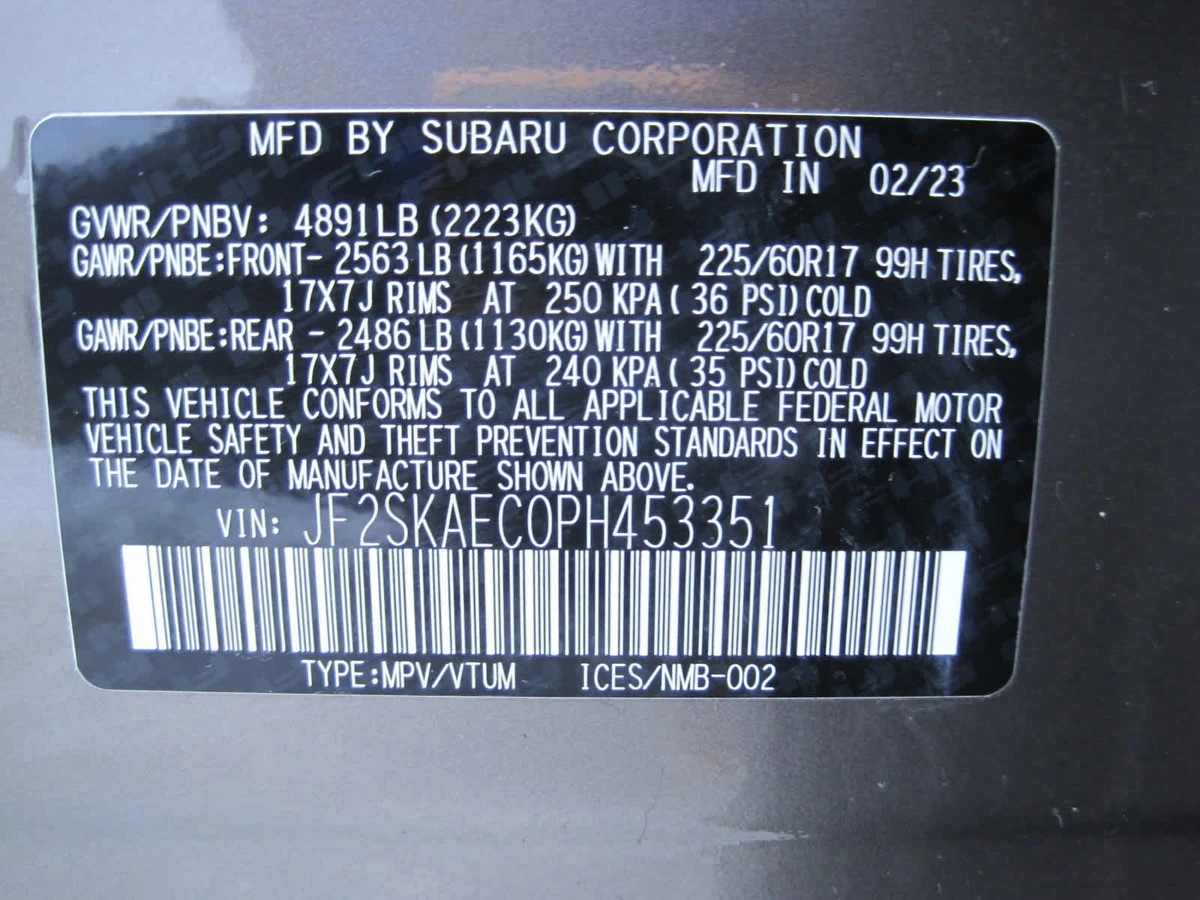 MFD BY SUBARU CORPORATION
MFD IN 02/23
GVWR/PNBV: 4891LB (2223KG)
GAWR/PNBE:FRONT- 2563 LB (1165KG) WITH 225/60R17 99H TIRES,
17X7J RIMS AT 250 KPA ( 36 PSI) COLD
GAWR/PNBE:REAR - 2486 LB (1130KG) WITH 225/60R17 99H TIRES,
17X7J RIMS AT 240 KPA ( 35 PSI) COLD
THIS VEHICLE CONFORMS TO ALL APPLICABLE FEDERAL MOTOR
VEHICLE SAFETY AND THEFT PREVENTION STANDARDS IN EFFECT ON
THE DATE OF MANUFACTURE SHOWN ABOVE.
VIN: JF2SKAEC0PH453351
TYPE:MPV/VTUM ICES/NMB-002